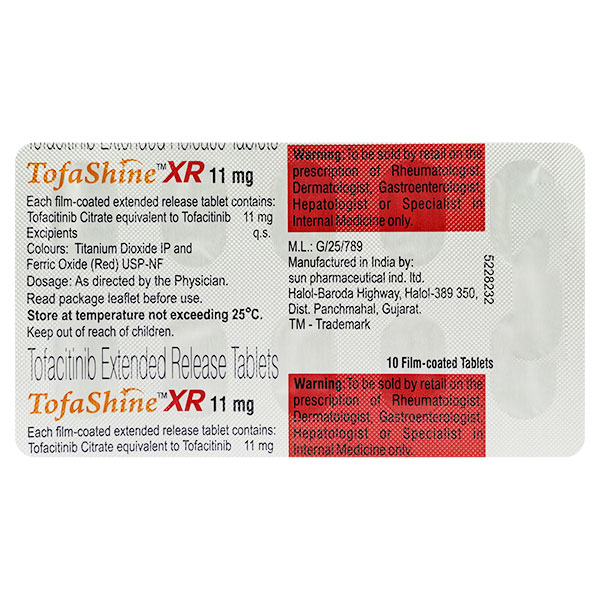 Tofacitinib Extended Release Tablets
TofaShine™ XR 11 mg
Each film-coated extended release tablet contains:
Tofacitinib Citrate equivalent to Tofacitinib 11 mg
Excipients q.s.
Colours: Titanium Dioxide IP and
Ferric Oxide (Red) USP-NF
Dosage: As directed by the Physician.
Read package leaflet before use.
Store at temperature not exceeding 25°C.
Keep out of reach of children.
Tofacitinib Extended Release Tablets
TofaShine™ XR 11 mg
Each film-coated extended release tablet contains:
Tofacitinib Citrate equivalent to Tofacitinib 11 mg
Warning: To be sold by retail on the
prescription of Rheumatologist,
Dermatologist, Gastroenterologist,
Hepatologist or Specialist in
Internal Medicine only.
M.L.: G/25/789
Manufactured in India by:
sun pharmaceutical ind. ltd.
Halol-Baroda Highway, Halol-389 350,
Dist. Panchmahal, Gujarat.
TM - Trademark
5228232
10 Film-coated Tablets
Warning: To be sold by retail on the
prescription of Rheumatologist,
Dermatologist, Gastroenterologist,
Hepatologist or Specialist in
Internal Medicine only.